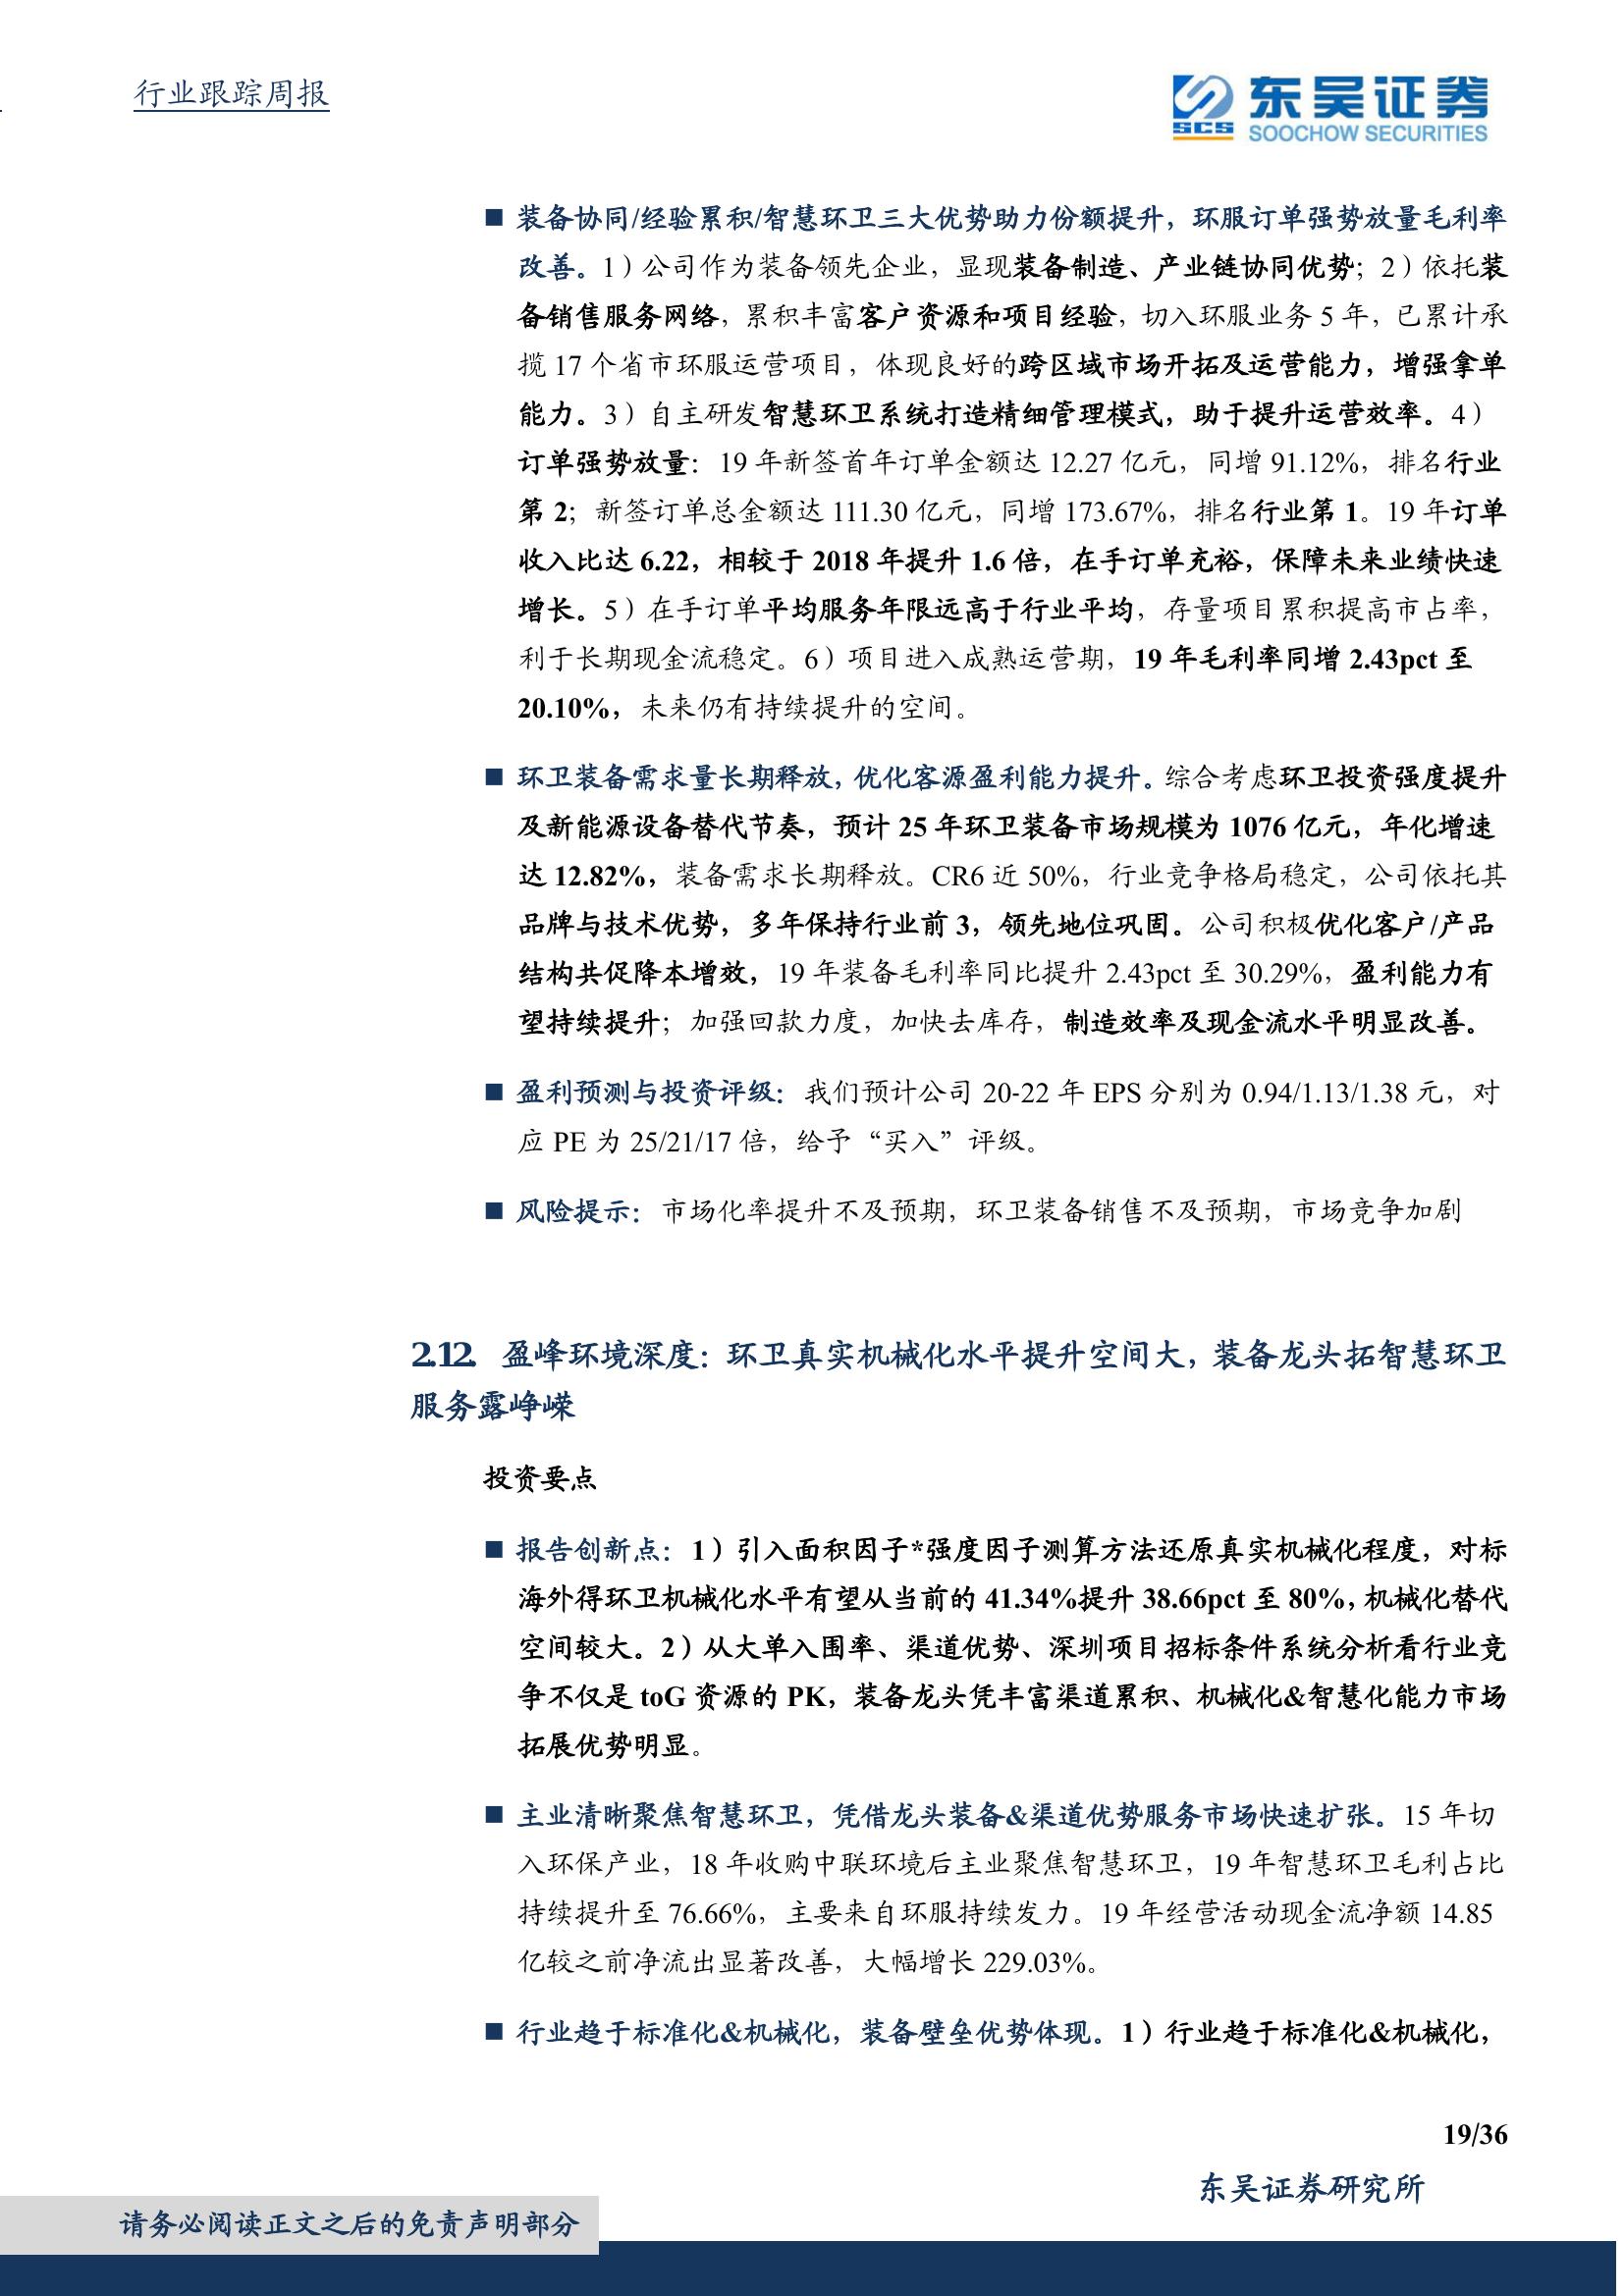 行业跟踪周报
SCS
东吴证券
SOOCHOW SECURITIES
■ 装备协同/经验累积/智慧环卫三大优势助力份额提升，环服订单强势放量毛利率
改善。1）公司作为装备领先企业，显现装备制造、产业链协同优势；2）依托装
备销售服务网络，累积丰富客户资源和项目经验，切入环服业务 5 年，已累计承
揽 17 个省市环服运营项目，体现良好的跨区域市场开拓及运营能力，增强拿单
能力。3）自主研发智慧环卫系统打造精细管理模式，助于提升运营效率。4）
订单强势放量：19 年新签首年订单金额达 12.27 亿元，同增 91.12%，排名行业
第 2；新签订单总金额达 111.30 亿元，同增 173.67%，排名行业第 1。19 年订单
收入比达 6.22，相较于 2018 年提升 1.6 倍，在手订单充裕，保障未来业绩快速
增长。5）在手订单平均服务年限远高于行业平均，存量项目累积提高市占率，
利于长期现金流稳定。6）项目进入成熟运营期，19 年毛利率同增 2.43pct 至
20.10%，未来仍有持续提升的空间。
■ 环卫装备需求量长期释放，优化客源盈利能力提升。综合考虑环卫投资强度提升
及新能源设备替代节奏，预计 25 年环卫装备市场规模为 1076 亿元，年化增速
达 12.82%，装备需求长期释放。CR6 近 50%，行业竞争格局稳定，公司依托其
品牌与技术优势，多年保持行业前 3，领先地位巩固。公司积极优化客户/产品
结构共促降本增效，19 年装备毛利率同比提升 2.43pct 至 30.29%，盈利能力有
望持续提升；加强回款力度，加快去库存，制造效率及现金流水平明显改善。
■ 盈利预测与投资评级：我们预计公司 20-22 年 EPS 分别为 0.94/1.13/1.38 元，对
应 PE 为 25/21/17 倍，给予“买入”评级。
■ 风险提示：市场化率提升不及预期，环卫装备销售不及预期，市场竞争加剧
2.12. 盈峰环境深度：环卫真实机械化水平提升空间大，装备龙头拓智慧环卫
服务露峥嵘
投资要点
■ 报告创新点：1）引入面积因子*强度因子测算方法还原真实机械化程度，对标
海外得环卫机械化水平有望从当前的 41.34%提升 38.66pct 至 80%，机械化替代
空间较大。2）从大单入围率、渠道优势、深圳项目招标条件系统分析看行业竞
争不仅是 toG 资源的 PK，装备龙头凭丰富渠道累积、机械化&智慧化能力市场
拓展优势明显。
■ 主业清晰聚焦智慧环卫，凭借龙头装备&渠道优势服务市场快速扩张。15 年切
入环保产业，18 年收购中联环境后主业聚焦智慧环卫，19 年智慧环卫毛利占比
持续提升至 76.66%，主要来自环服持续发力。19 年经营活动现金流净额 14.85
亿较之前净流出显著改善，大幅增长 229.03%。
■ 行业趋于标准化&机械化，装备壁垒优势体现。1）行业趋于标准化&机械化，
19/36
东吴证券研究所
请务必阅读正文之后的免责声明部分